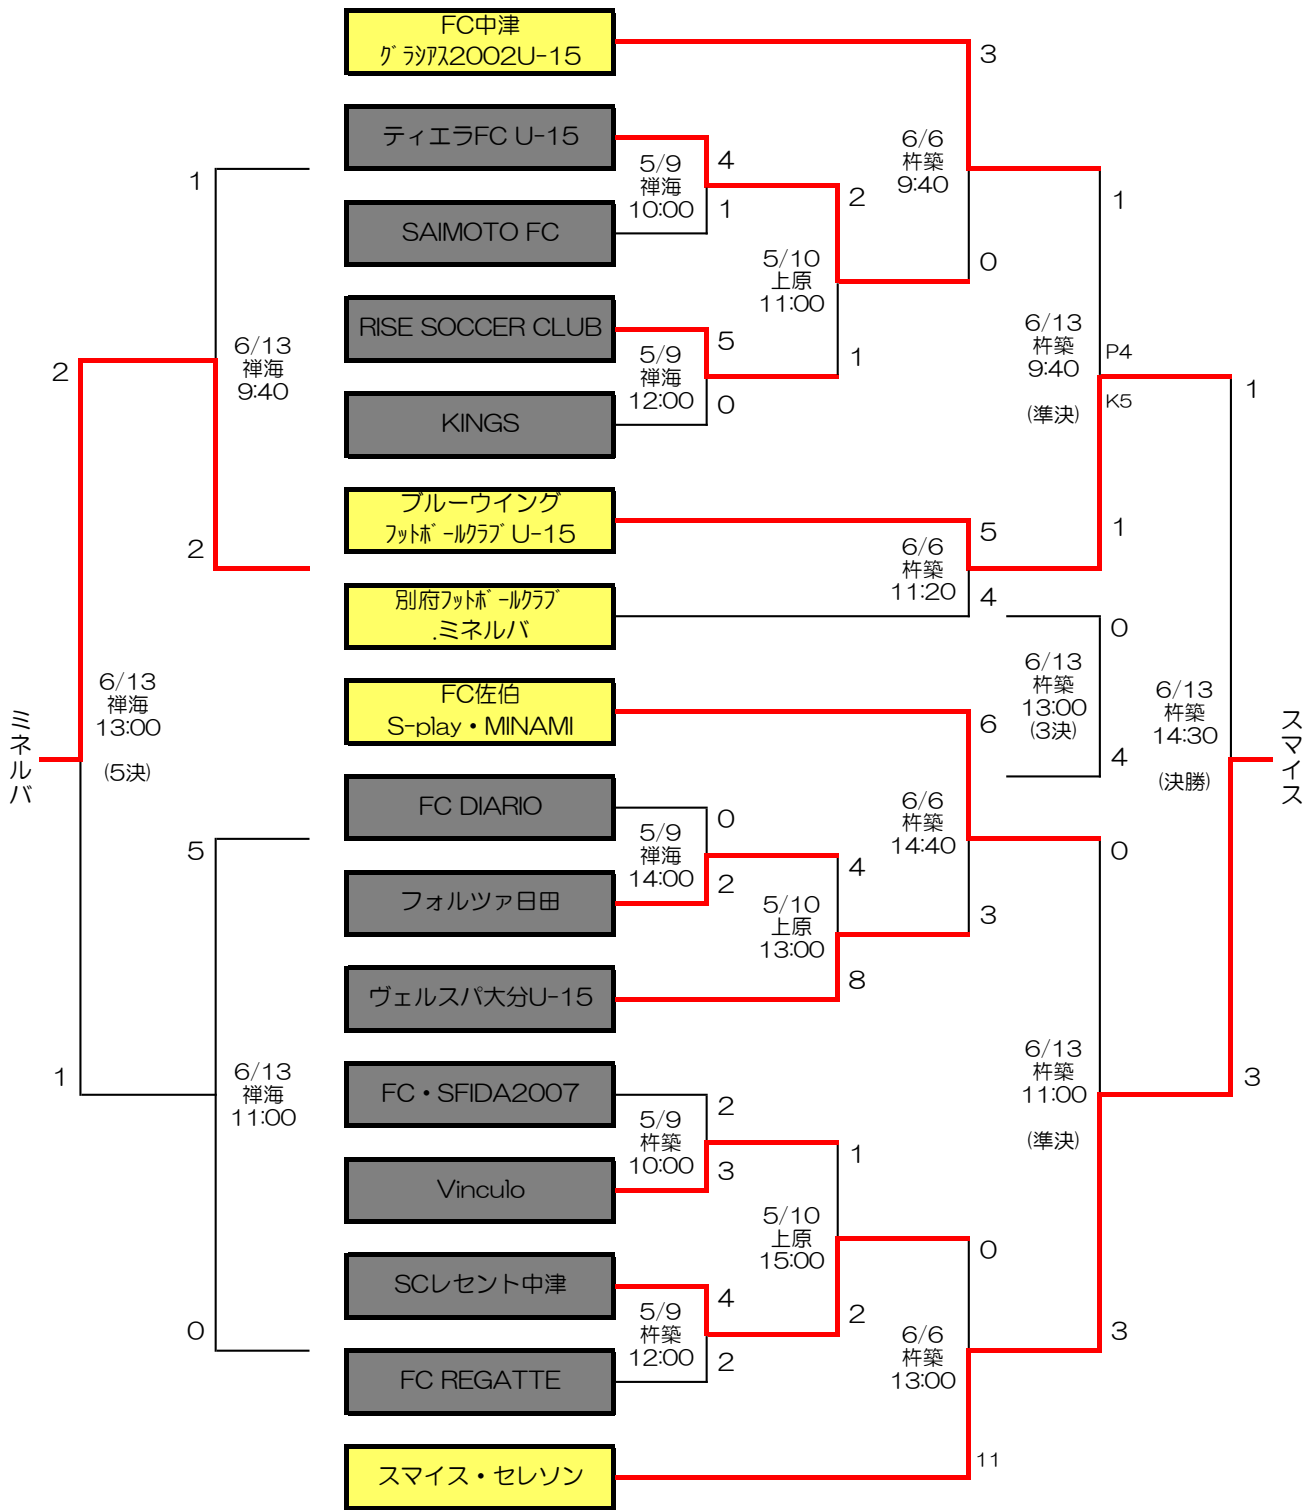 FC中津
ｸﾞﾗｼｱｽ2002U-15
3
ティエラFC U-15
4
5/9
禅海
10:00
1
SAIMOTO FC
2
6/6
杵築
9:40
1
1
5/10
上原
11:00
0
RISE SOCCER CLUB
5
5/9
禅海
12:00
0
1
KINGS
6/13
禅海
9:40
2
6/13
杵築
9:40
(準決)
P4
K5
1
ブルーウイング
ﾌｯﾄﾎﾞｰﾙｸﾗﾌﾞU-15
2
5
6/6
杵築
11:20
4
1
別府ﾌｯﾄﾎﾞｰﾙｸﾗﾌﾞ
.ミネルバ
0
6/13
杵築
13:00
(3決)
4
ミネルバ
6/13
禅海
13:00
(5決)
FC佐伯
S-play・MINAMI
6
6/13
杵築
14:30
(決勝)
スマイス
FC DIARIO
0
5/9
禅海
14:00
2
6/6
杵築
14:40
5
0
フォルツァ日田
4
5/10
上原
13:00
8
3
ヴェルスパ大分U-15
1
6/13
禅海
11:00
FC・SFIDA2007
2
5/9
杵築
10:00
3
6/13
杵築
11:00
(準決)
3
Vinculo
1
5/10
上原
15:00
2
0
SCレセント中津
4
5/9
杵築
12:00
2
0
3
6/6
杵築
13:00
FC REGATTE
11
スマイス・セレソン